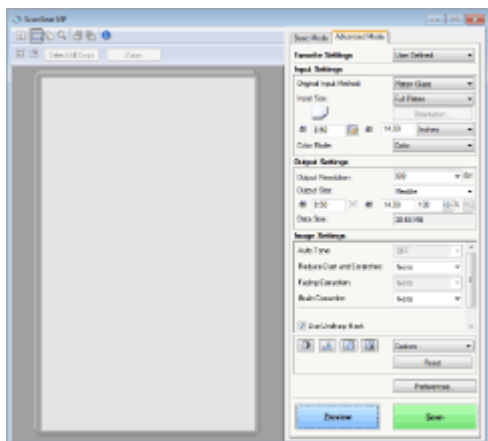 ScanGear MP
Basic Mode Advanced Mode
Select All Crops Zoom
Favorite Settings User Defined
Input Settings
Original Input Method: Platen Glass
Input Size: Full Platen
Orientation...
8.50 14.00 Inches
Color Mode: Color
Output Settings
Output Resolution: 300 dpi
Output Size: Flexible
8.50 14.00 100 %
Data Size:
Image Settings
Auto Tone: OFF
Reduce Dust and Scratches: None
Fading Correction: None
Grain Correction: None
Use Unsharp Mask
Custom
Reset
Preferences...
Preview Scan